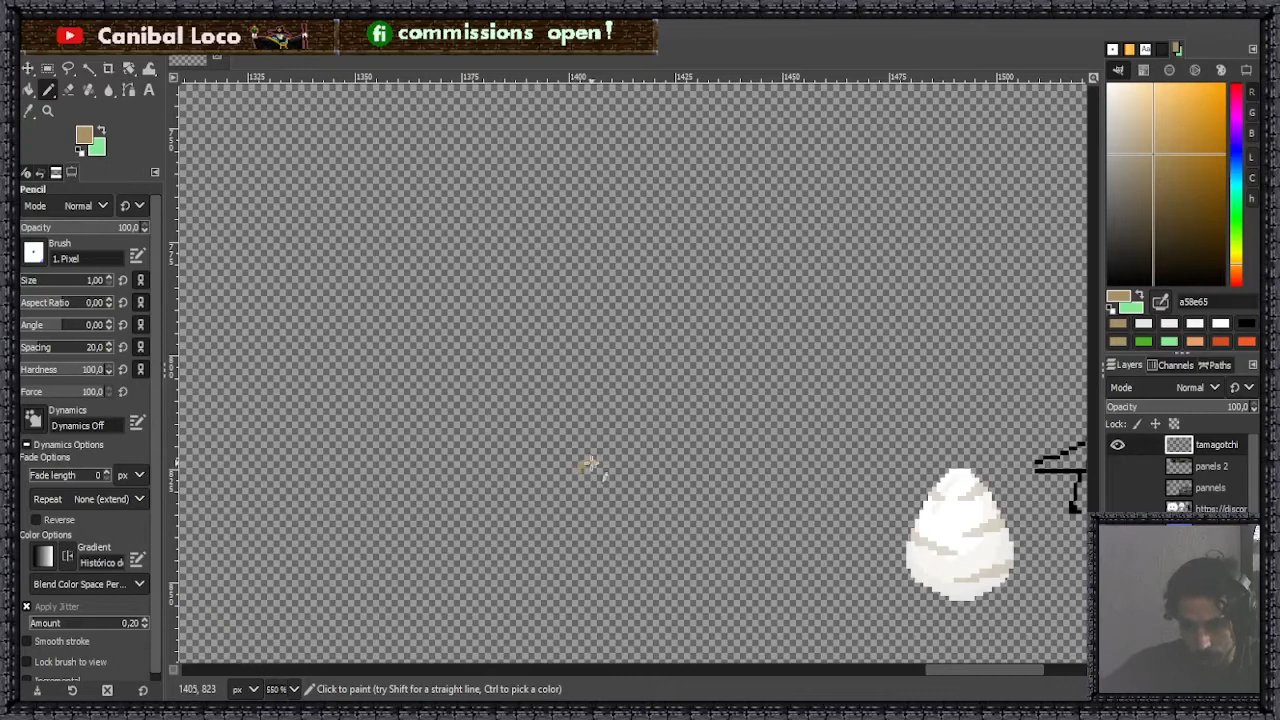 Canibal Loco
fi commissions open!
1325 1350 1375 1400 1425 1450 1475 1500
Pencil
Mode Normal
Opacity 100,0
Brush
1. Pixel
Size 1,00
Aspect Ratio 0,00
Angle 0,00
Spacing 20,0
Hardness 100,0
Force 100,0
Dynamics
Dynamics Off
Dynamics Options
Fade Options
Fade length 0 px
Repeat None (extend)
Reverse
Color Options
Gradient
Histórico d
Blend Color Space Per...
Apply Jitter
Amount 0,20
Smooth stroke
Lock brush to view
1405, 823 px 550 % Click to paint (try Shift for a straight line, Ctrl to pick a color)
Aa
R
G
B
L
C
h
a58e65
Layers Channels Paths
Mode Normal
Opacity 100,0
Lock:
tamagotchi
panels 2
pannels
https://discor